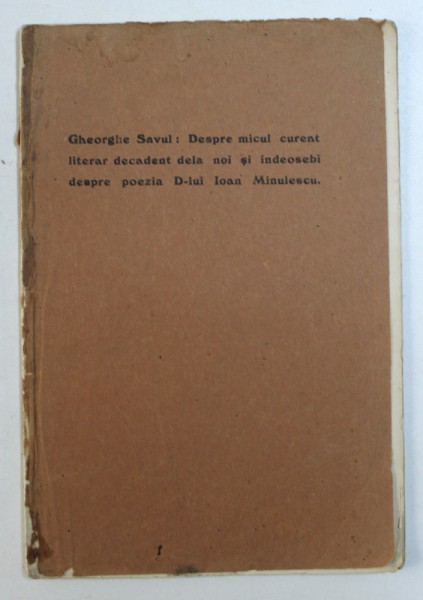 Gheorghe Savul : Despre micul curent
literar decadent dela noi și îndeosebi
despre poezia D-lui Ioan Minulescu.